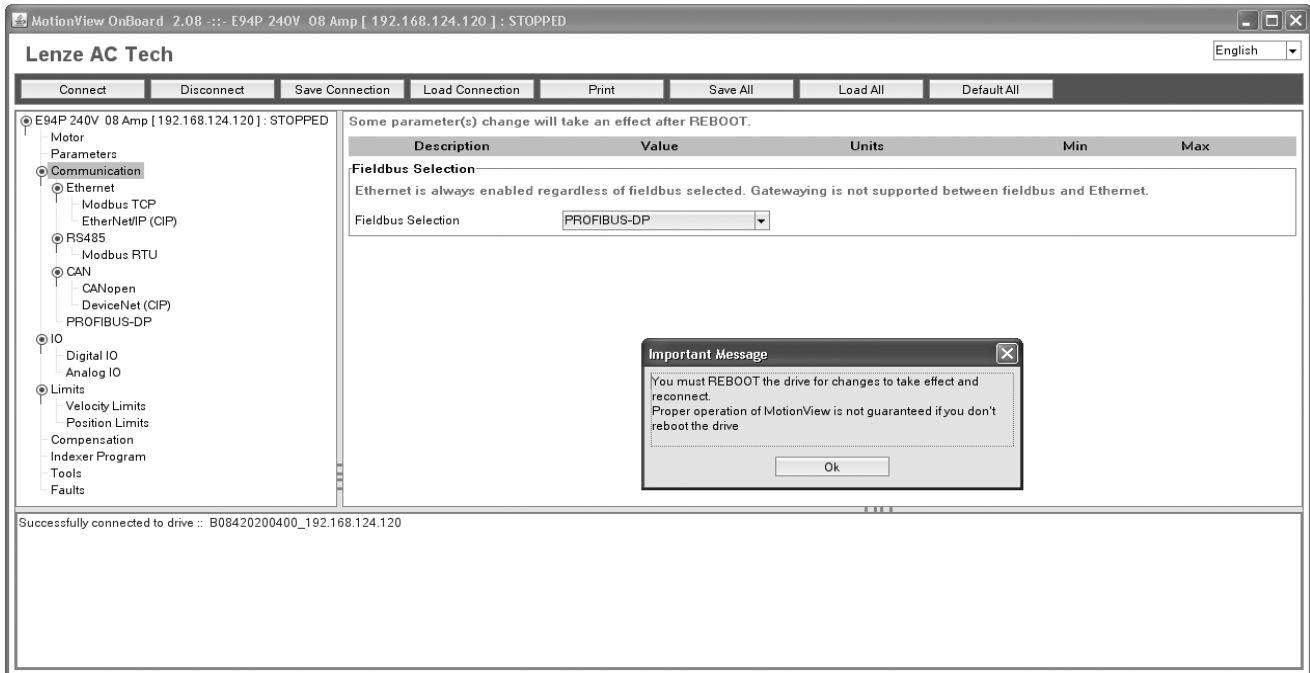 MotionView OnBoard 2.08 -::- E94P 240V 08 Amp [ 192.168.124.120 ] : STOPPED
Lenze AC Tech
English
Connect
Disconnect
Save Connection
Load Connection
Print
Save All
Load All
Default All
E94P 240V 08 Amp [192.168.124.120] : STOPPED
Motor
Parameters
Communication
Ethernet
Modbus TCP
EtherNet/IP (CIP)
RS485
Modbus RTU
CAN
CANopen
DeviceNet (CIP)
PROFIBUS-DP
IO
Digital IO
Analog IO
Limits
Velocity Limits
Position Limits
Compensation
Indexer Program
Tools
Faults
Some parameter(s) change will take an effect after REBOOT.
Description Value Units Min Max
Fieldbus Selection
Ethernet is always enabled regardless of fieldbus selected. Gatewaying is not supported between fieldbus and Ethernet.
Fieldbus Selection PROFIBUS-DP
Important Message
You must REBOOT the drive for changes to take effect and
reconnect.
Proper operation of MotionView is not guaranteed if you don't
reboot the drive
Ok
Successfully connected to drive :: B08420200400_192.168.124.120